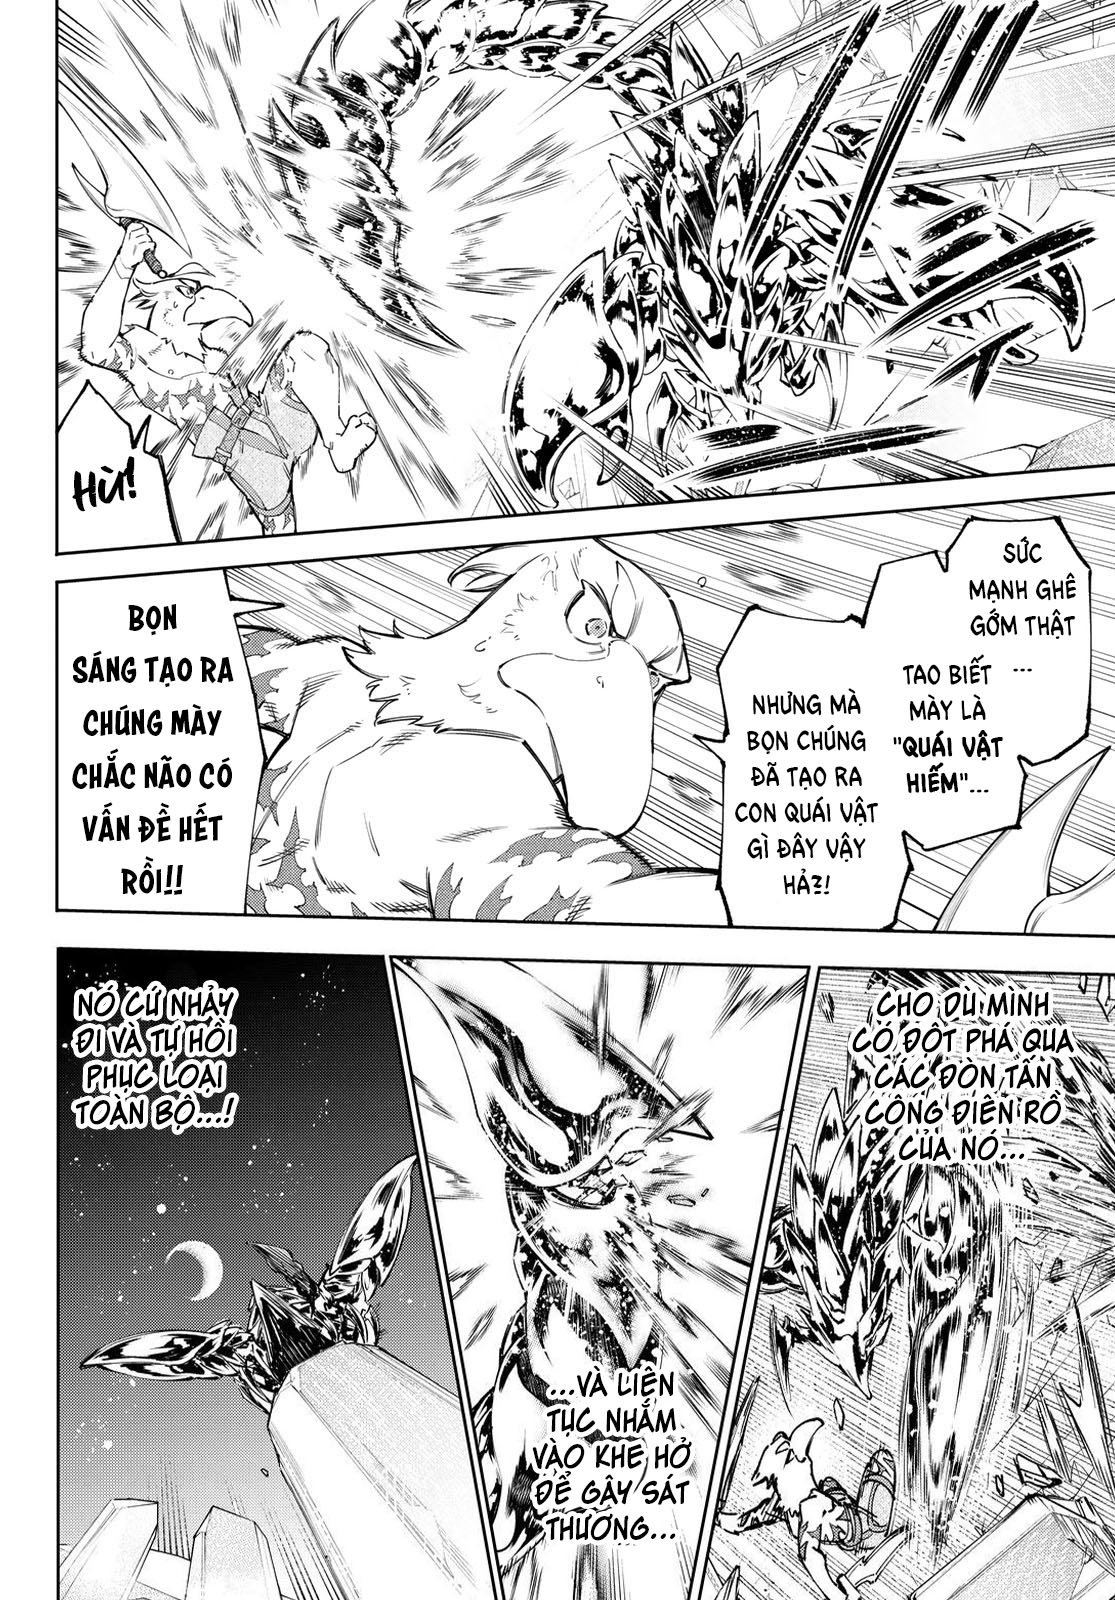 HỪ!
SỨC
MẠNH GHÊ
GỚM THẬT
...
TAO BIẾT
MÀY LÀ
"QUÁI VẬT
HIẾM"...
NHƯNG MÀ
BỌN CHÚNG
ĐÃ TẠO RA
CON QUÁI VẬT
GÌ ĐÂY VẬY
HẢ?!
BỌN
SÁNG TẠO RA
CHÚNG MÀY
CHẮC NÃO CÓ
VẤN ĐỀ HẾT
RỒI!!
CHO DÙ MÌNH
CÓ ĐỘT PHÁ QUA
CÁC ĐÒN TẤN
CÔNG ĐIÊN RỒ
CỦA NÓ...
...VÀ LIÊN
TỤC NHẮM
VÀO KHE HỞ
ĐỂ GÂY SÁT
THƯƠNG...
NÓ CỨ NHẢY
ĐI VÀ TỰ HỒI
PHỤC LOẠI
TOÀN BỘ...!